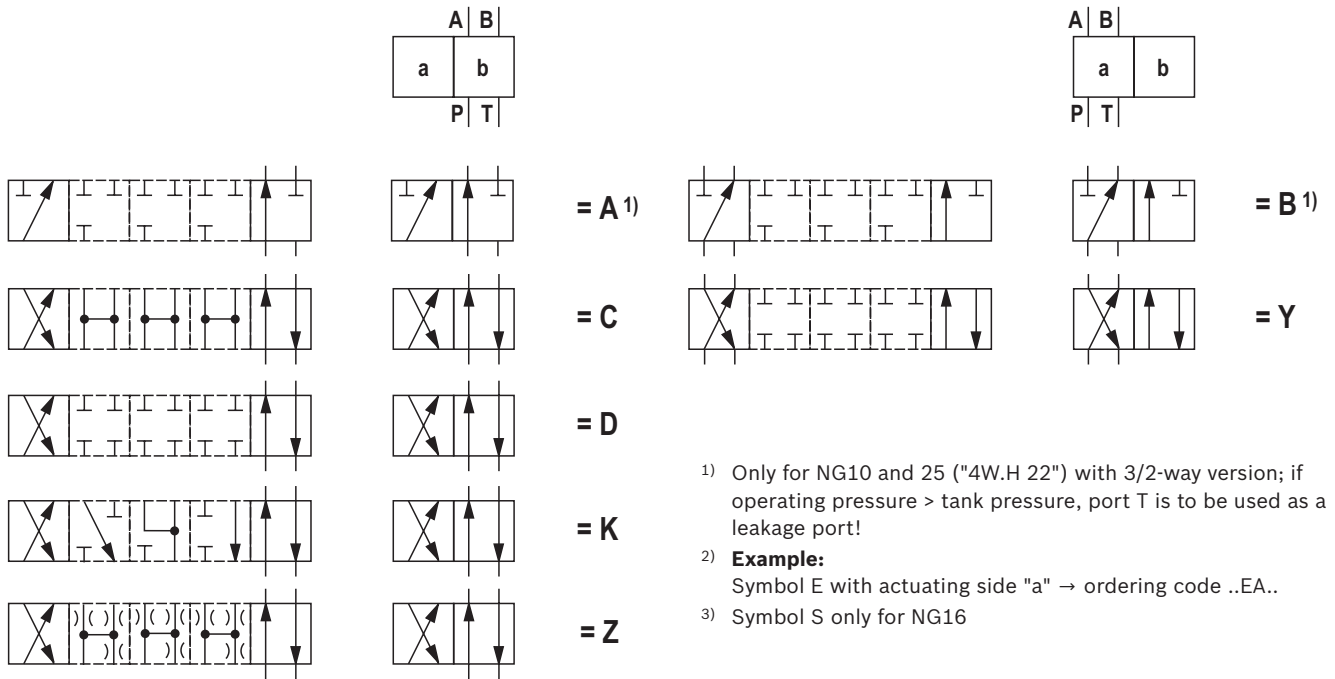 A B
a b
P T
A B
a b
P T
= A 1)
= B 1)
= C
= Y
= D
= K
= Z
1) Only for NG10 and 25 ("4W.H 22") with 3/2-way version; if
operating pressure > tank pressure, port T is to be used as a
leakage port!
2) Example:
Symbol E with actuating side "a" → ordering code ..EA..
3) Symbol S only for NG16